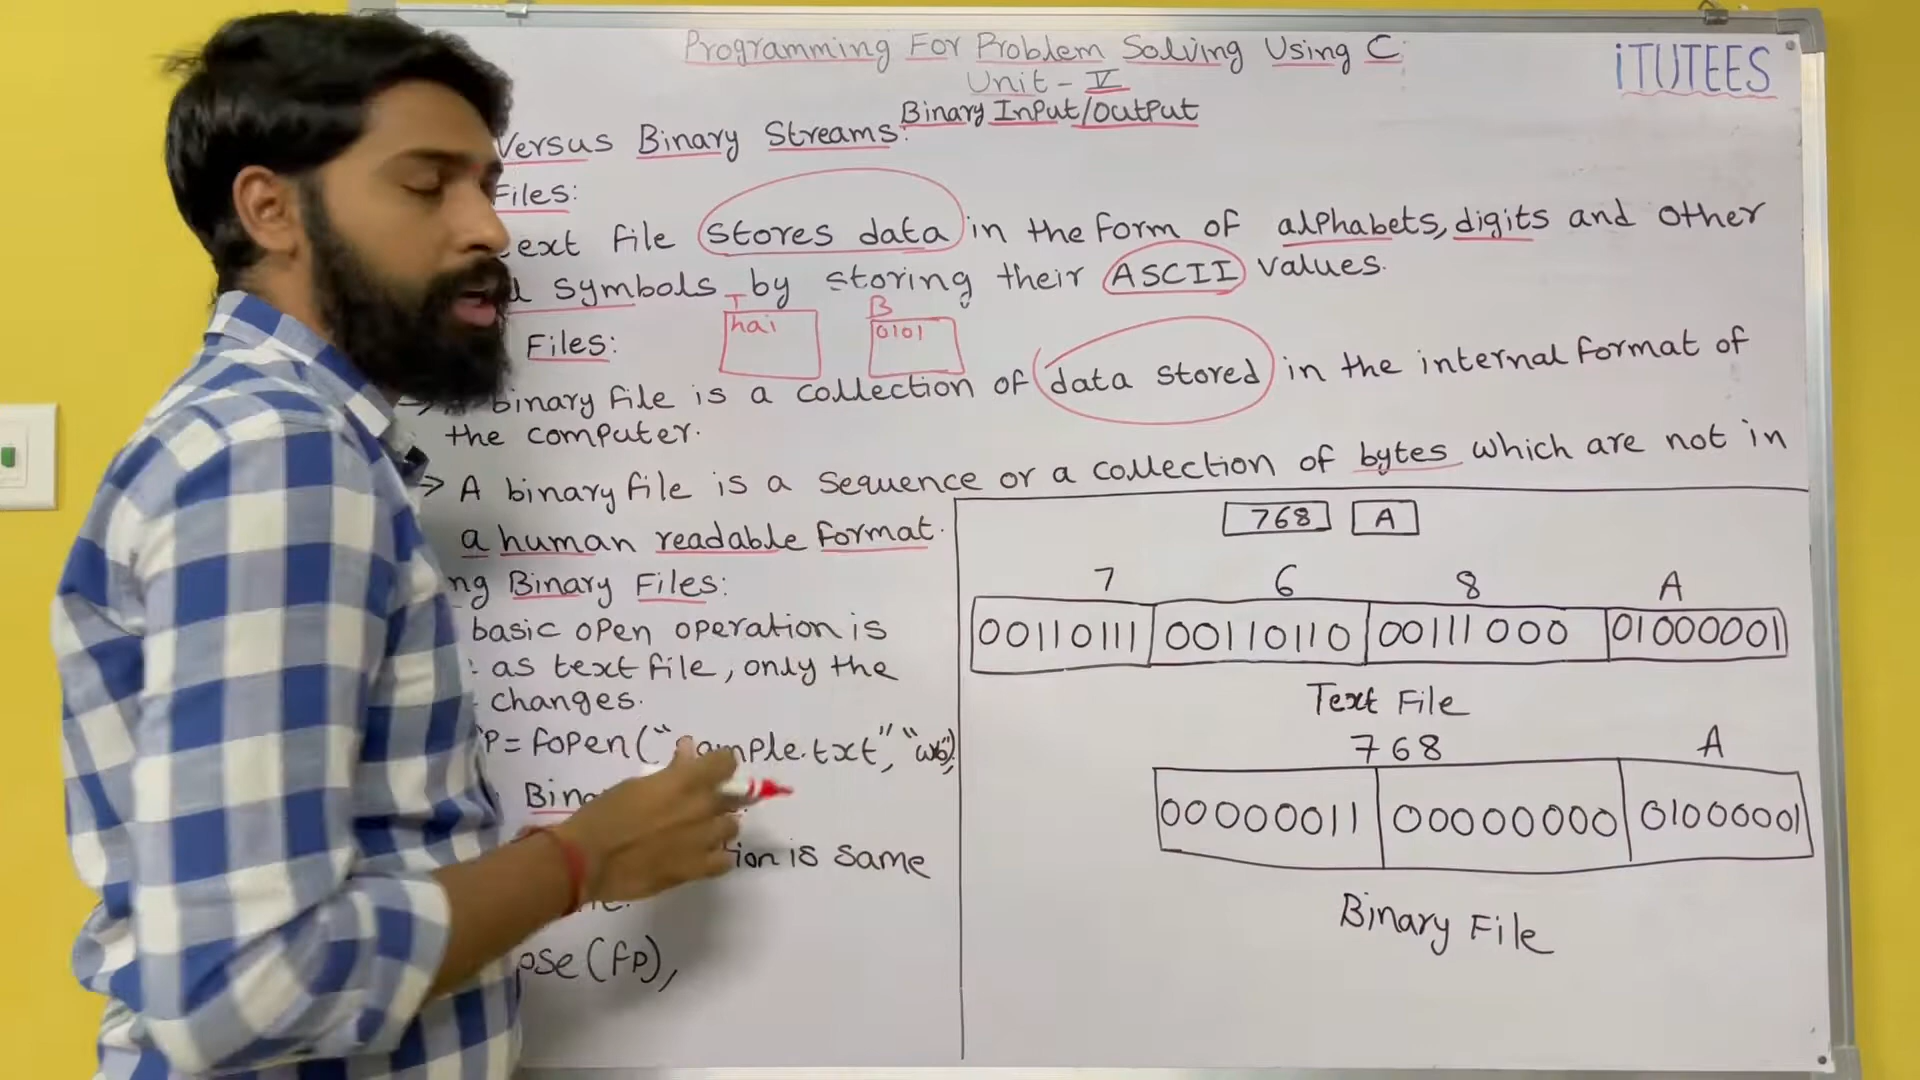 Programming For Problem Solving Using C
iTUTEES
Unit - V
Binary Input/Output
Versus Binary Streams:
Files:
ext file stores data in the form of alphabets, digits and other
symbols by storing their ASCII values.
T
B
hai
0101
Files:
binary file is a collection of data stored in the internal format of
the computer.
→ A binary file is a sequence or a collection of bytes which are not in
a human readable format.
768 A
ng Binary Files:
7 6 8 A
00110111 00110110 00111000 01000001
basic open operation is
as text file, only the
changes.
Text File
P = fopen("sample.txt", "wb");
768 A
00000011 00000000 01000001
Bin
ion is same
Binary File
ose(fp);